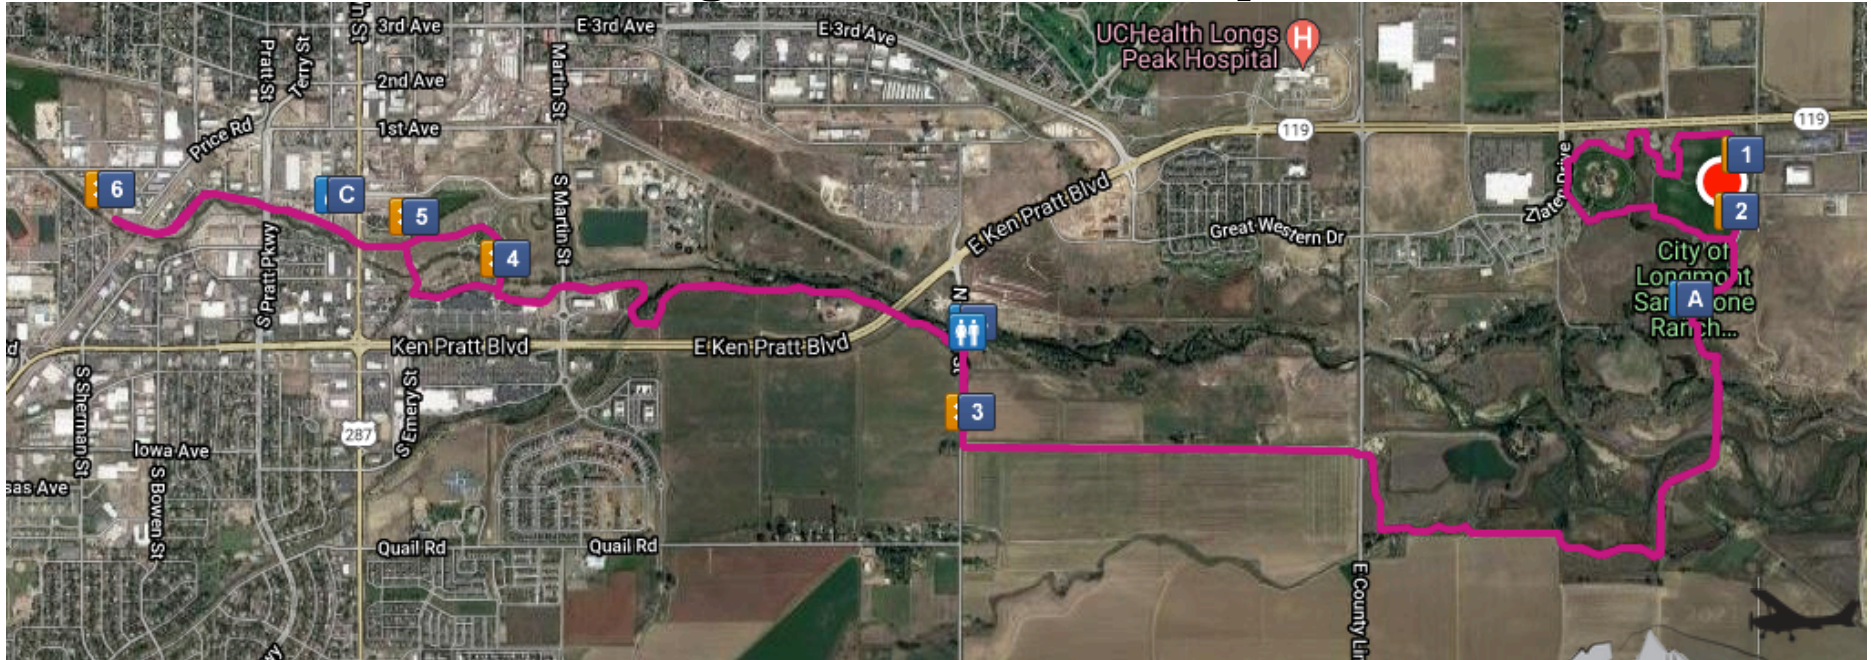 3rd Ave
E 3rd Ave
E 3rd Ave
UCHealth Longs
Peak Hospital
H
Pratt St
Terry St
2nd Ave
Martin St
1st Ave
Price Rd
119
119
1
6
C
5
2
4
S Martin St
S Pratt Pkwy
E Ken Pratt Blvd
Great Western Dr
Zlaten Drive
City of
Longmont
Ranch...
A
N
Ken Pratt Blvd
E Ken Pratt Blvd
3
S Sherman St
S Emery St
287
Iowa Ave
S Bowen St
Quail Rd
Quail Rd